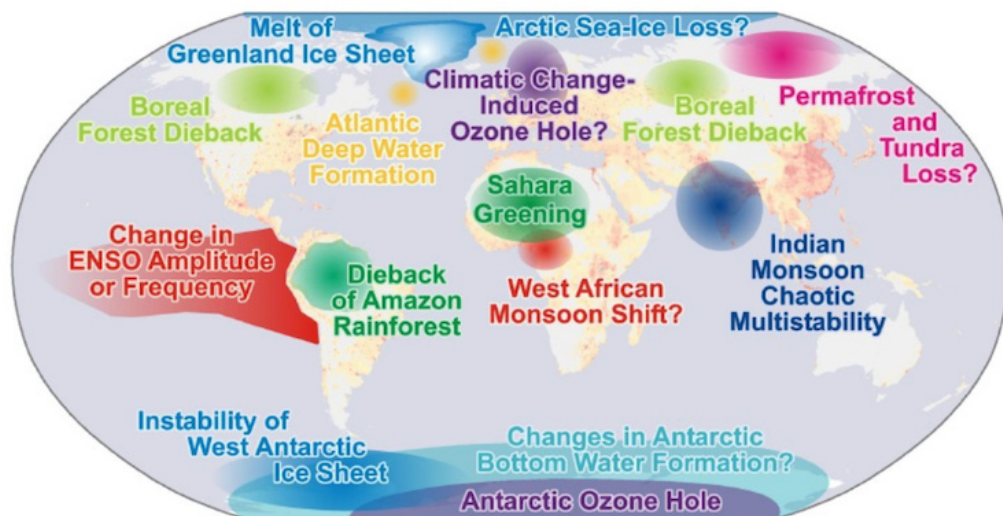 Melt of
Greenland Ice Sheet
Arctic Sea-Ice Loss?
Climatic Change-
Induced
Ozone Hole?
Boreal
Forest Dieback
Atlantic
Deep Water
Formation
Boreal
Forest Dieback
Permafrost
and
Tundra
Loss?
Sahara
Greening
Change in
ENSO Amplitude
or Frequency
Dieback
of Amazon
Rainforest
West African
Monsoon Shift?
Indian
Monsoon
Chaotic
Multistability
Instability of
West Antarctic
Ice Sheet
Changes in Antarctic
Bottom Water Formation?
Antarctic Ozone Hole